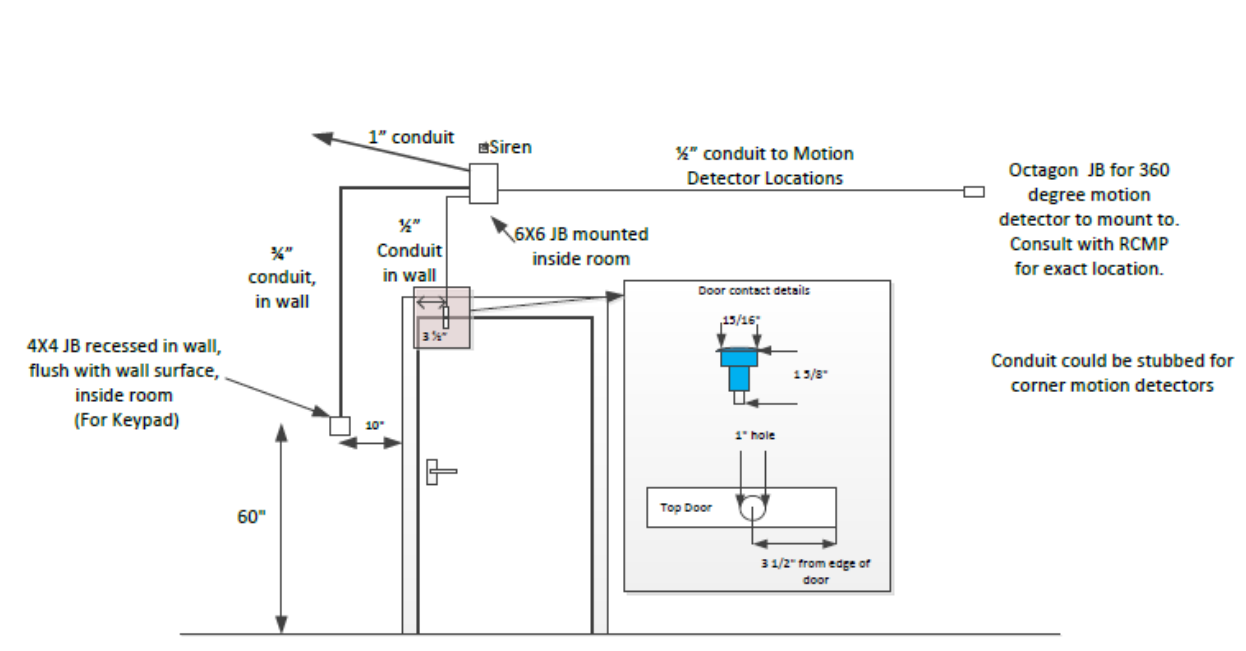 1” conduit
Siren
½” conduit to Motion
Detector Locations
Octagon JB for 360
degree motion
detector to mount to.
Consult with RCMP
for exact location.
½”
Conduit
in wall
6X6 JB mounted
inside room
¾”
conduit,
in wall
Door contact details
15/16"
3 ½"
1 5/8"
4X4 JB recessed in wall,
flush with wall surface,
inside room
(For Keypad)
Conduit could be stubbed for
corner motion detectors
10"
1" hole
60"
Top Door
3 1/2" from edge of
door